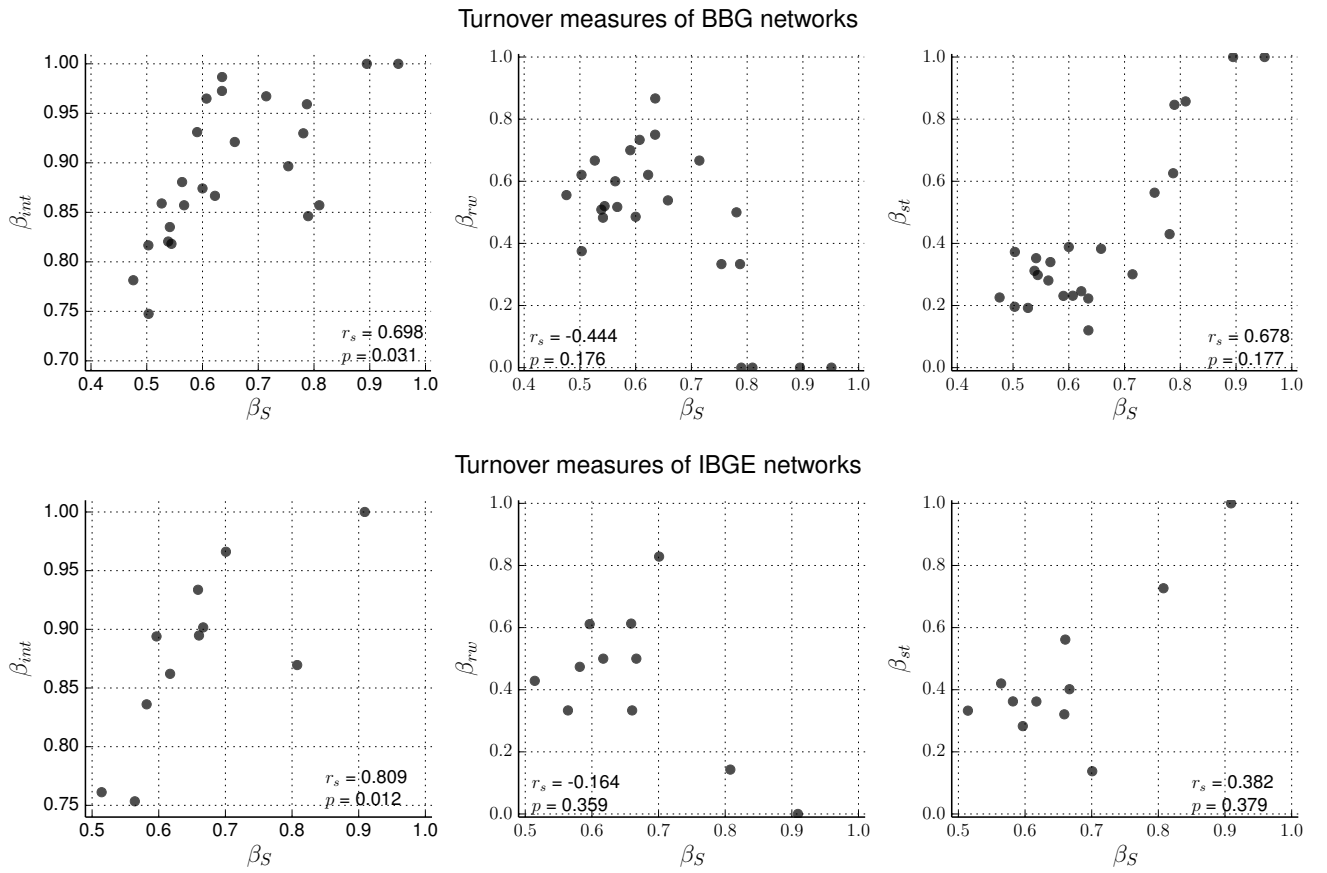 Turnover measures of BBG networks
1.00
0.95
0.90
0.85
0.80
0.75
0.70
β_int
r_s = 0.698
p = 0.031
0.4 0.5 0.6 0.7 0.8 0.9 1.0
β_S
1.0
0.8
0.6
0.4
0.2
0.0
β_rw
r_s = -0.444
p = 0.176
0.4 0.5 0.6 0.7 0.8 0.9 1.0
β_S
1.0
0.8
0.6
0.4
0.2
0.0
β_st
r_s = 0.678
p = 0.177
0.4 0.5 0.6 0.7 0.8 0.9 1.0
β_S
Turnover measures of IBGE networks
1.00
0.95
0.90
0.85
0.80
0.75
β_int
r_s = 0.809
p = 0.012
0.5 0.6 0.7 0.8 0.9 1.0
β_S
1.0
0.8
0.6
0.4
0.2
0.0
β_rw
r_s = -0.164
p = 0.359
0.5 0.6 0.7 0.8 0.9 1.0
β_S
1.0
0.8
0.6
0.4
0.2
0.0
β_st
r_s = 0.382
p = 0.379
0.5 0.6 0.7 0.8 0.9 1.0
β_S